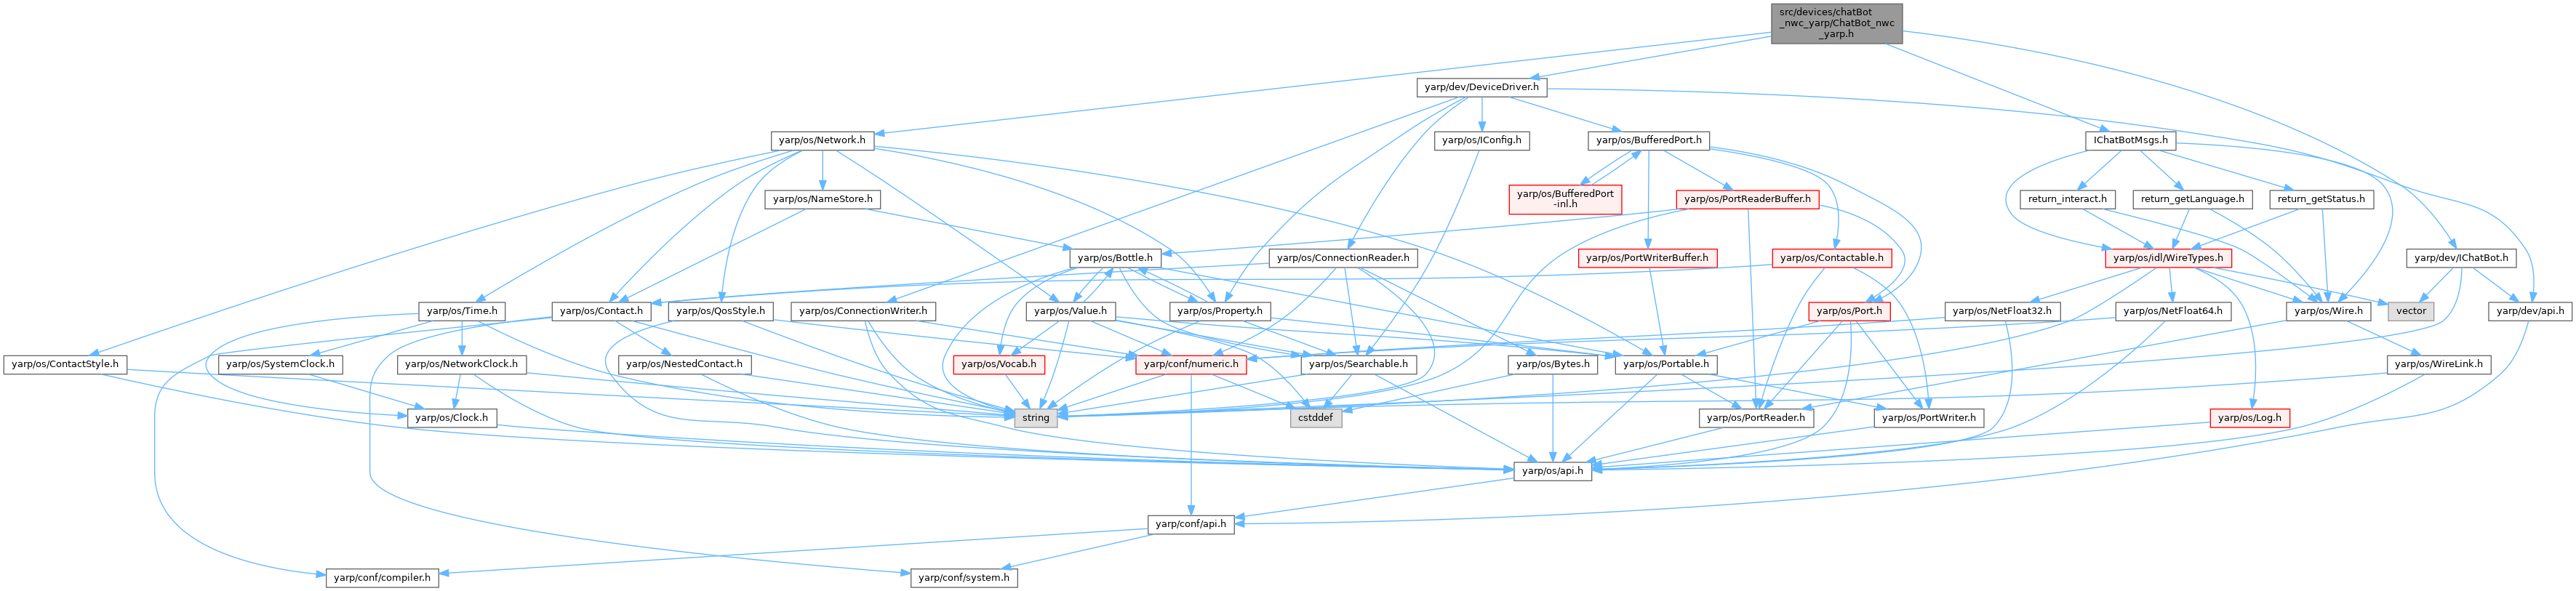 src/devices/chatBot
_nwc_yarp/ChatBot_nwc
_yarp.h
yarp/dev/DeviceDriver.h
yarp/os/Network.h
yarp/os/IConfig.h
yarp/os/BufferedPort.h
IChatBotMsgs.h
yarp/os/NameStore.h
yarp/os/BufferedPort
-inl.h
yarp/os/PortReaderBuffer.h
return_interact.h
return_getLanguage.h
return_getStatus.h
yarp/os/Bottle.h
yarp/os/ConnectionReader.h
yarp/os/PortWriterBuffer.h
yarp/os/Contactable.h
yarp/os/idl/WireTypes.h
yarp/dev/IChatBot.h
yarp/os/Time.h
yarp/os/Contact.h
yarp/os/QosStyle.h
yarp/os/ConnectionWriter.h
yarp/os/Value.h
yarp/os/Property.h
yarp/os/Port.h
yarp/os/NetFloat32.h
yarp/os/NetFloat64.h
yarp/os/Wire.h
vector
yarp/dev/api.h
yarp/os/ContactStyle.h
yarp/os/SystemClock.h
yarp/os/NetworkClock.h
yarp/os/NestedContact.h
yarp/os/Vocab.h
yarp/conf/numeric.h
yarp/os/Searchable.h
yarp/os/Bytes.h
yarp/os/Portable.h
yarp/os/WireLink.h
yarp/os/Clock.h
string
cstddef
yarp/os/PortReader.h
yarp/os/PortWriter.h
yarp/os/Log.h
yarp/os/api.h
yarp/conf/api.h
yarp/conf/compiler.h
yarp/conf/system.h